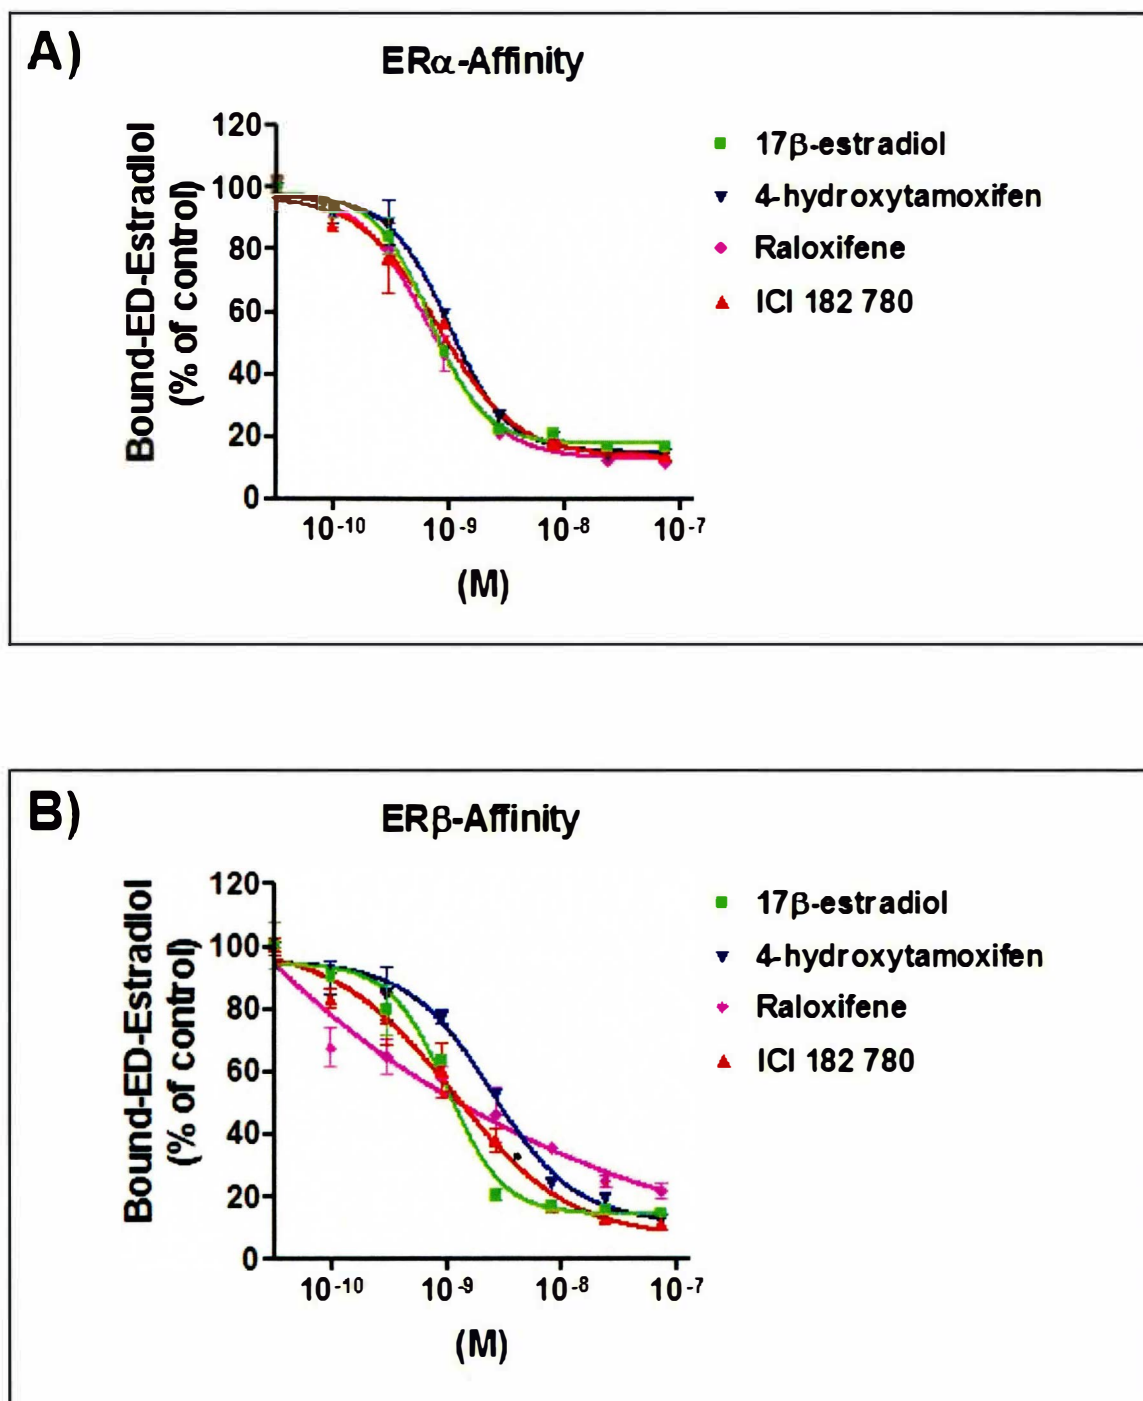 A)
ERα-Affinity
Bound-ED-Estradiol
(% of control)
120
100
80
60
40
20
0
10-10
10-9
10-8
10-7
(M)
17β-estradiol
4-hydroxytamoxifen
Raloxifene
ICI 182 780
B)
ERβ-Affinity
Bound-ED-Estradiol
(% of control)
120
100
80
60
40
20
0
10-10
10-9
10-8
10-7
(M)
17β-estradiol
4-hydroxytamoxifen
Raloxifene
ICI 182 780